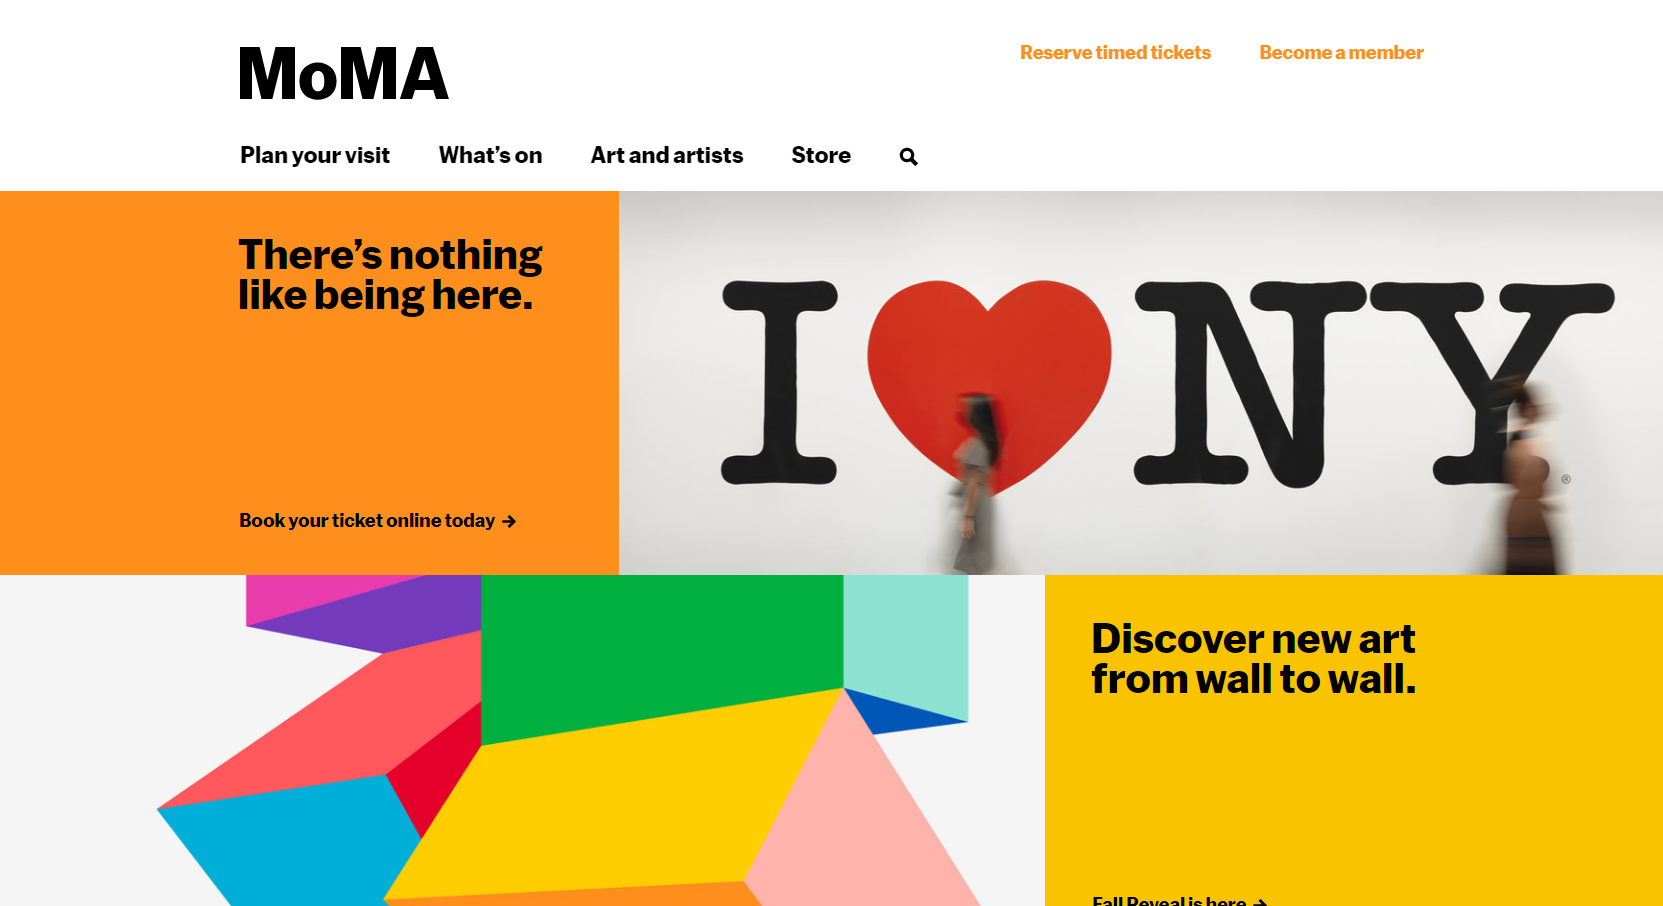 MoMA
Reserve timed tickets
Become a member
Plan your visit
What’s on
Art and artists
Store
There’s nothing
like being here.
Book your ticket online today →
I ❤ NY
®
Discover new art
from wall to wall.
Fall Reveal is here →